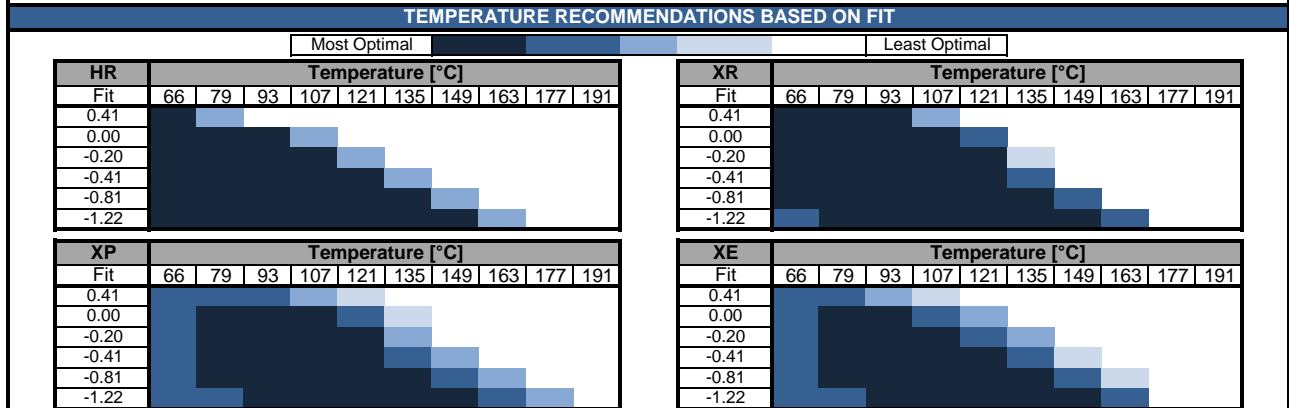 TEMPERATURE RECOMMENDATIONS BASED ON FIT
Most Optimal Least Optimal
HR Temperature [°C]
Fit 66 79 93 107 121 135 149 163 177 191
0.41
0.00
-0.20
-0.41
-0.81
-1.22
XR Temperature [°C]
Fit 66 79 93 107 121 135 149 163 177 191
0.41
0.00
-0.20
-0.41
-0.81
-1.22
XP Temperature [°C]
Fit 66 79 93 107 121 135 149 163 177 191
0.41
0.00
-0.20
-0.41
-0.81
-1.22
XE Temperature [°C]
Fit 66 79 93 107 121 135 149 163 177 191
0.41
0.00
-0.20
-0.41
-0.81
-1.22